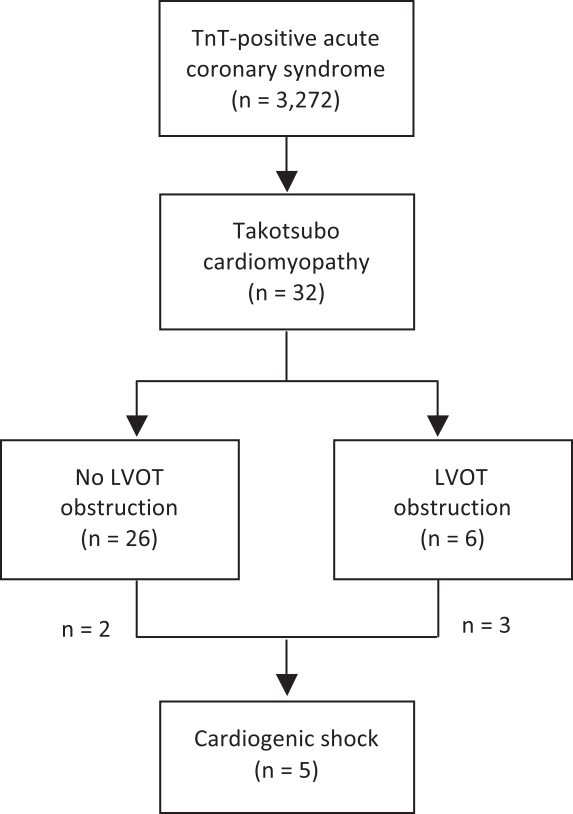 TnT-positive acute
coronary syndrome
(n = 3,272)
Takotsubo
cardiomyopathy
(n = 32)
No LVOT
obstruction
(n = 26)
LVOT
obstruction
(n = 6)
n = 2
n = 3
Cardiogenic shock
(n = 5)